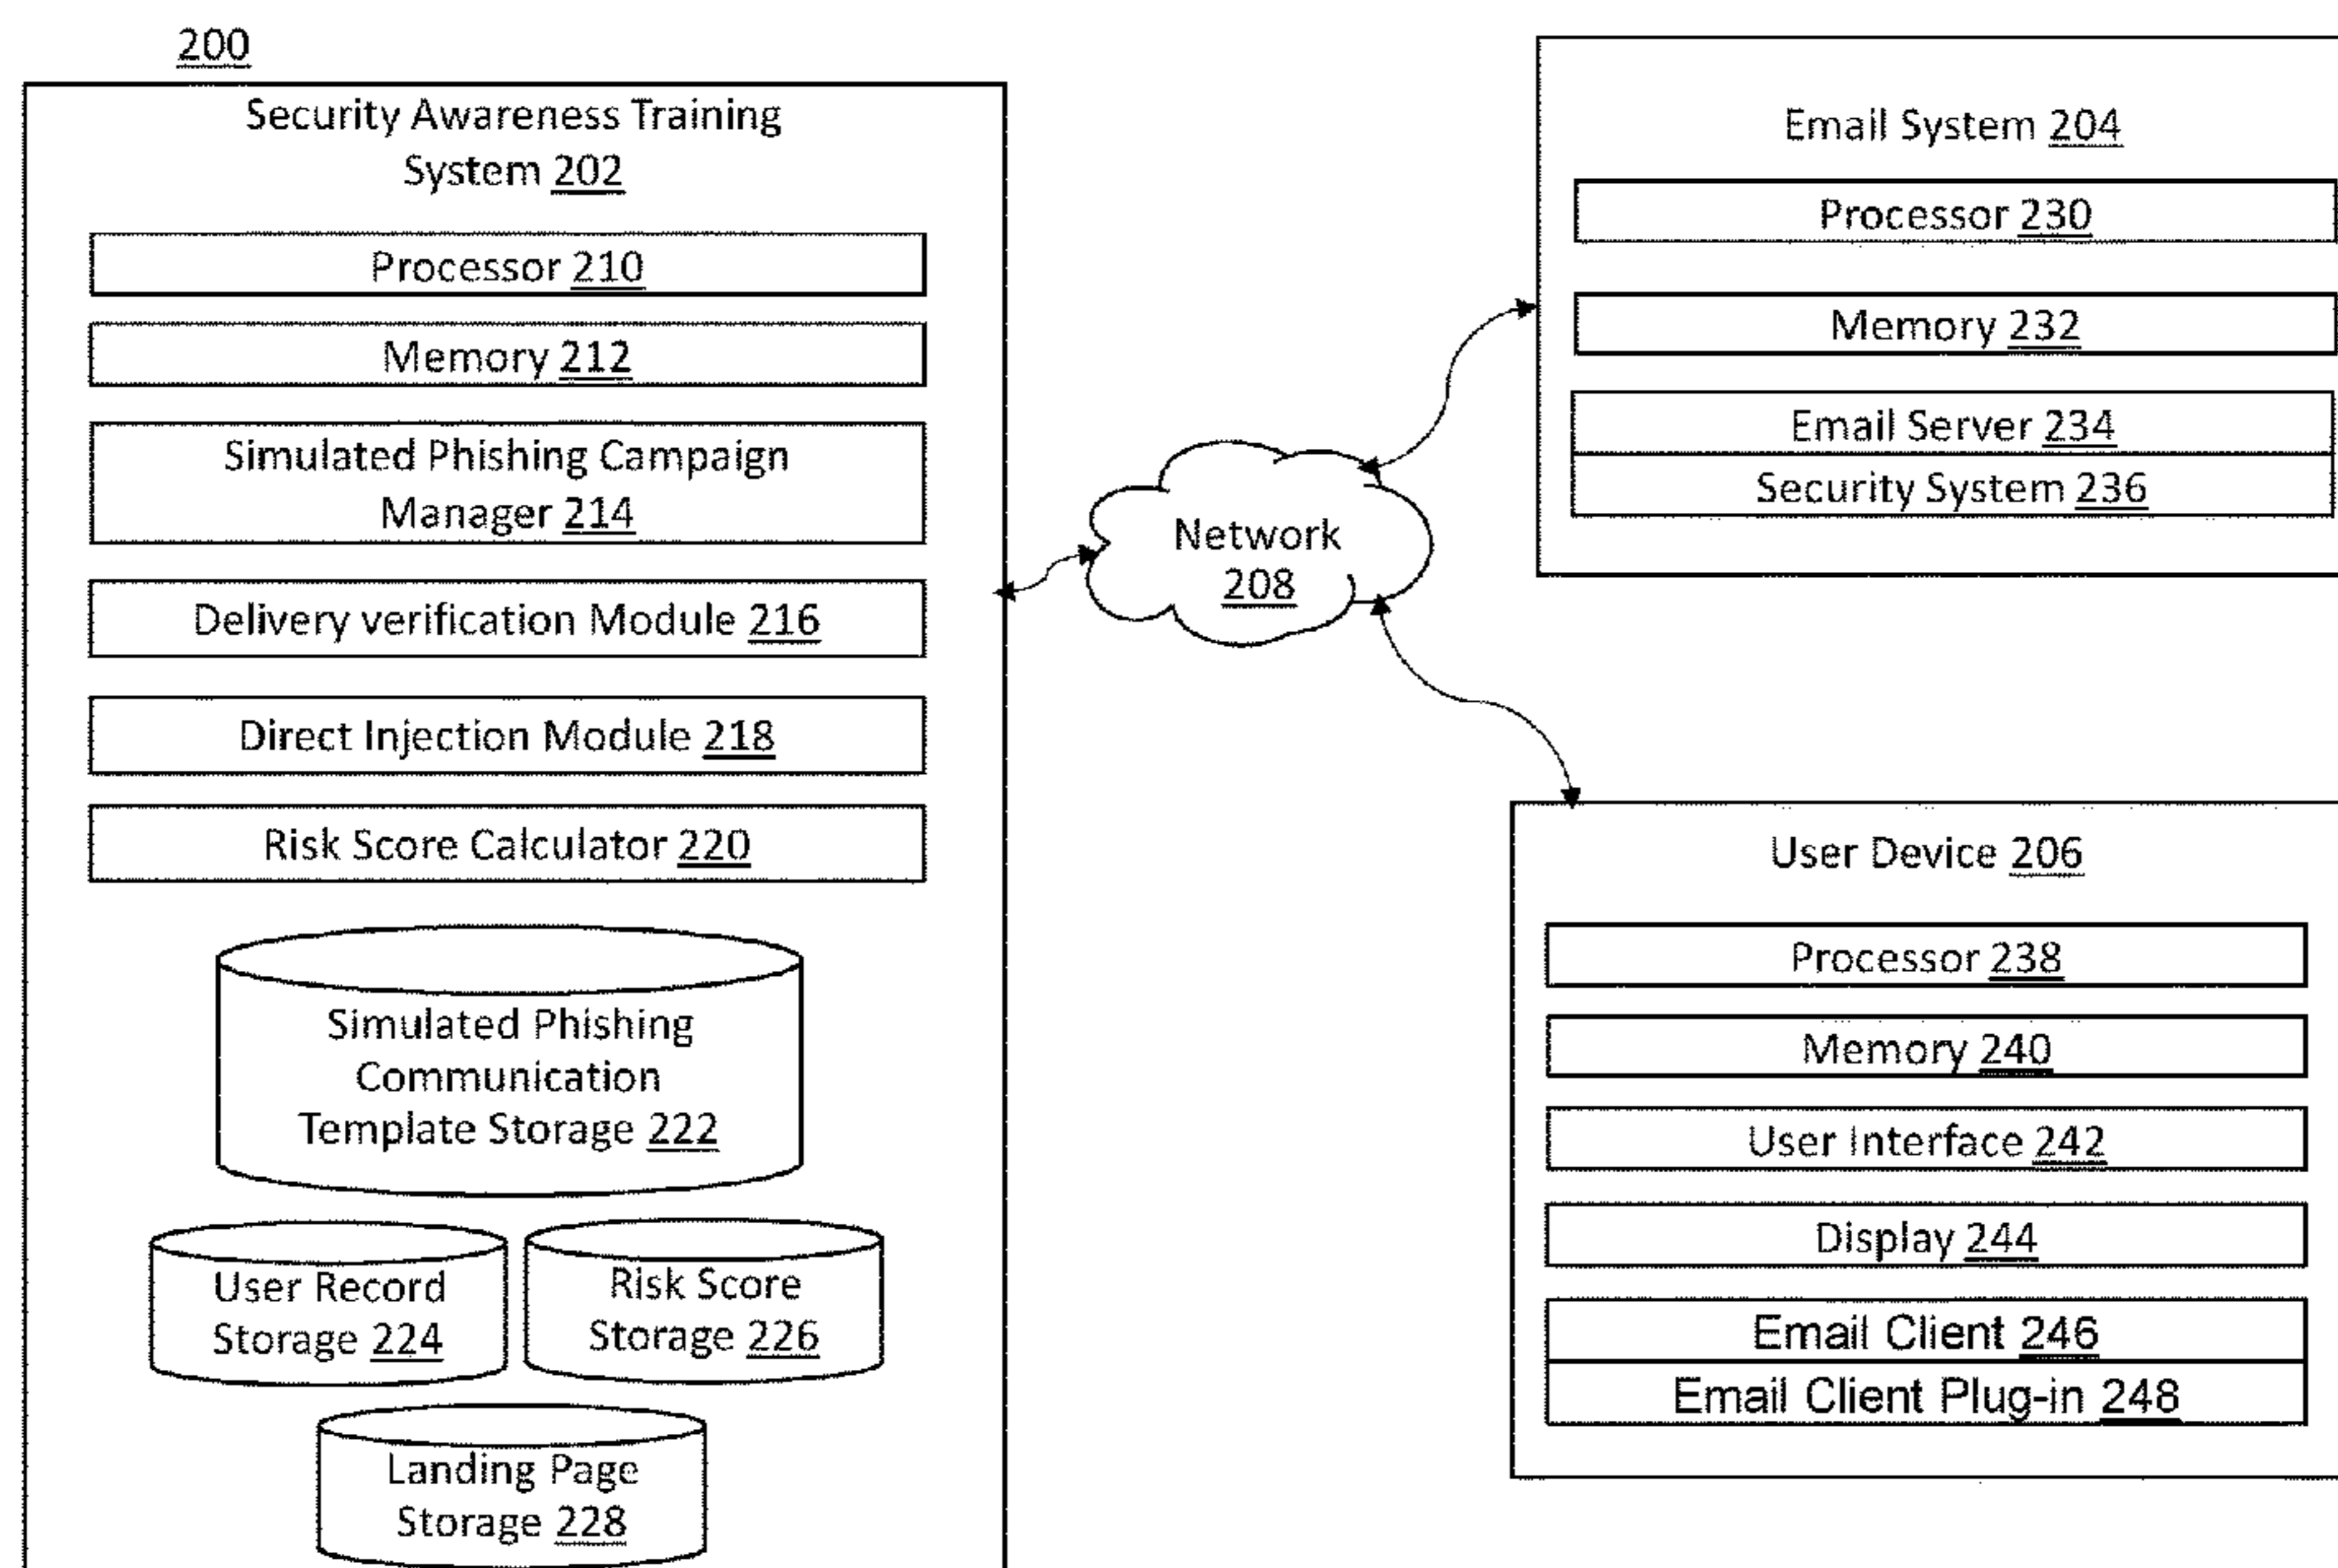 200
Security Awareness Training
System 202
Processor 210
Memory 212
Simulated Phishing Campaign
Manager 214
Delivery verification Module 216
Direct Injection Module 218
Risk Score Calculator 220
Simulated Phishing
Communication
Template Storage 222
User Record
Storage 224
Risk Score
Storage 226
Landing Page
Storage 228
Network
208
Email System 204
Processor 230
Memory 232
Email Server 234
Security System 236
User Device 206
Processor 238
Memory 240
User Interface 242
Display 244
Email Client 246
Email Client Plug-in 248